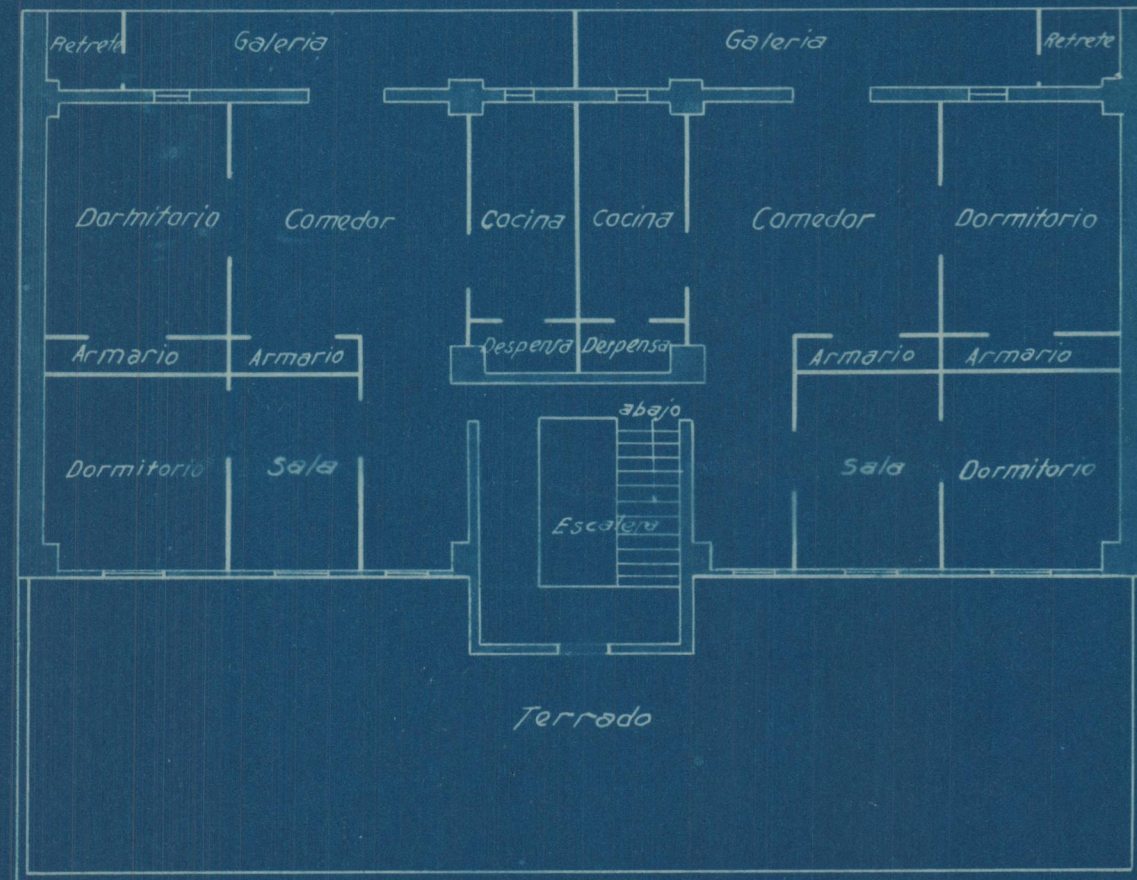 Retrete Galeria Galeria Retrete
Dormitorio Comedor Cocina Cocina Comedor Dormitorio
Armario Armario Despensa Despensa Armario Armario
abajo
Dormitorio Sala Sala Dormitorio
Escalera
Terrado